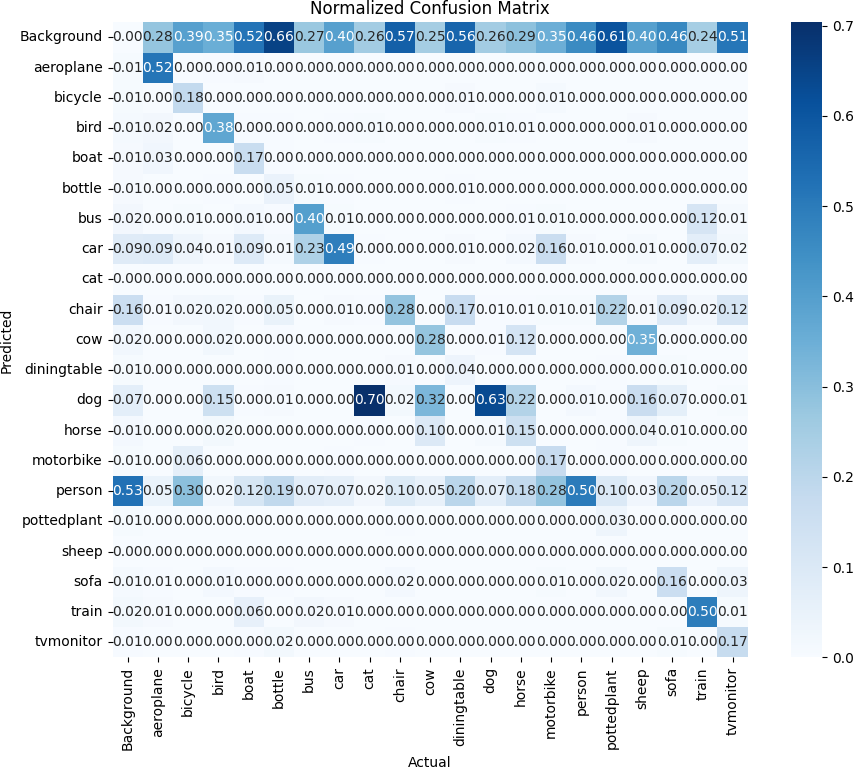 Normalized Confusion Matrix
Background 0.00 0.28 0.39 0.35 0.52 0.66 0.27 0.40 0.26 0.57 0.25 0.56 0.26 0.29 0.35 0.46 0.61 0.40 0.46 0.24 0.51
aeroplane 0.01 0.52 0.00 0.00 0.01 0.00 0.00 0.00 0.00 0.00 0.00 0.00 0.00 0.00 0.00 0.00 0.00 0.00 0.00 0.00 0.00
bicycle 0.01 0.00 0.18 0.00 0.00 0.00 0.00 0.00 0.00 0.00 0.00 0.01 0.00 0.00 0.01 0.00 0.00 0.00 0.00 0.00 0.00
bird 0.01 0.02 0.00 0.38 0.00 0.00 0.00 0.00 0.01 0.00 0.00 0.00 0.01 0.01 0.00 0.00 0.00 0.01 0.00 0.00 0.00
boat 0.01 0.03 0.00 0.00 0.17 0.00 0.00 0.00 0.00 0.00 0.00 0.00 0.00 0.00 0.00 0.00 0.00 0.00 0.00 0.00 0.00
bottle 0.01 0.00 0.00 0.00 0.00 0.05 0.01 0.00 0.00 0.00 0.00 0.01 0.00 0.00 0.00 0.00 0.00 0.00 0.00 0.00 0.00
bus 0.02 0.00 0.01 0.00 0.01 0.00 0.40 0.01 0.00 0.00 0.00 0.00 0.00 0.01 0.01 0.00 0.00 0.00 0.00 0.12 0.01
car 0.09 0.09 0.04 0.01 0.09 0.01 0.23 0.49 0.00 0.00 0.00 0.01 0.00 0.02 0.16 0.01 0.00 0.01 0.00 0.07 0.02
cat 0.00 0.00 0.00 0.00 0.00 0.00 0.00 0.00 0.00 0.00 0.00 0.00 0.00 0.00 0.00 0.00 0.00 0.00 0.00 0.00 0.00
chair 0.16 0.01 0.02 0.02 0.00 0.05 0.00 0.01 0.00 0.28 0.00 0.17 0.01 0.01 0.01 0.01 0.22 0.01 0.09 0.02 0.12
cow 0.02 0.00 0.00 0.02 0.00 0.00 0.00 0.00 0.00 0.00 0.28 0.00 0.01 0.12 0.00 0.00 0.00 0.35 0.00 0.00 0.00
diningtable 0.01 0.00 0.00 0.00 0.00 0.00 0.00 0.00 0.00 0.01 0.00 0.04 0.00 0.00 0.00 0.00 0.00 0.00 0.01 0.00 0.00
dog 0.07 0.00 0.00 0.15 0.00 0.01 0.00 0.00 0.70 0.02 0.32 0.00 0.63 0.22 0.00 0.01 0.00 0.16 0.07 0.00 0.01
horse 0.01 0.00 0.00 0.02 0.00 0.00 0.00 0.00 0.00 0.00 0.10 0.00 0.01 0.15 0.00 0.00 0.00 0.04 0.01 0.00 0.00
motorbike 0.01 0.00 0.06 0.00 0.00 0.00 0.00 0.00 0.00 0.00 0.00 0.00 0.00 0.00 0.17 0.00 0.00 0.00 0.00 0.00 0.00
person 0.53 0.05 0.30 0.02 0.12 0.19 0.07 0.07 0.02 0.10 0.05 0.20 0.07 0.18 0.28 0.50 0.10 0.03 0.20 0.05 0.12
pottedplant 0.01 0.00 0.00 0.00 0.00 0.00 0.00 0.00 0.00 0.00 0.00 0.00 0.00 0.00 0.00 0.00 0.03 0.00 0.00 0.00 0.00
sheep 0.00 0.00 0.00 0.00 0.00 0.00 0.00 0.00 0.00 0.00 0.00 0.00 0.00 0.00 0.00 0.00 0.00 0.00 0.00 0.00 0.00
sofa 0.01 0.01 0.00 0.01 0.00 0.00 0.00 0.00 0.00 0.02 0.00 0.00 0.00 0.00 0.01 0.00 0.02 0.00 0.16 0.00 0.03
train 0.02 0.01 0.00 0.00 0.06 0.00 0.02 0.01 0.00 0.00 0.00 0.00 0.00 0.00 0.00 0.00 0.00 0.00 0.00 0.50 0.01
tvmonitor 0.01 0.00 0.00 0.00 0.00 0.02 0.00 0.00 0.00 0.00 0.00 0.00 0.00 0.00 0.00 0.00 0.00 0.00 0.01 0.00 0.17
Background aeroplane bicycle bird boat bottle bus car cat chair cow diningtable dog horse motorbike person pottedplant sheep sofa train tvmonitor
Actual
Predicted
0.7
0.6
0.5
0.4
0.3
0.2
0.1
0.0